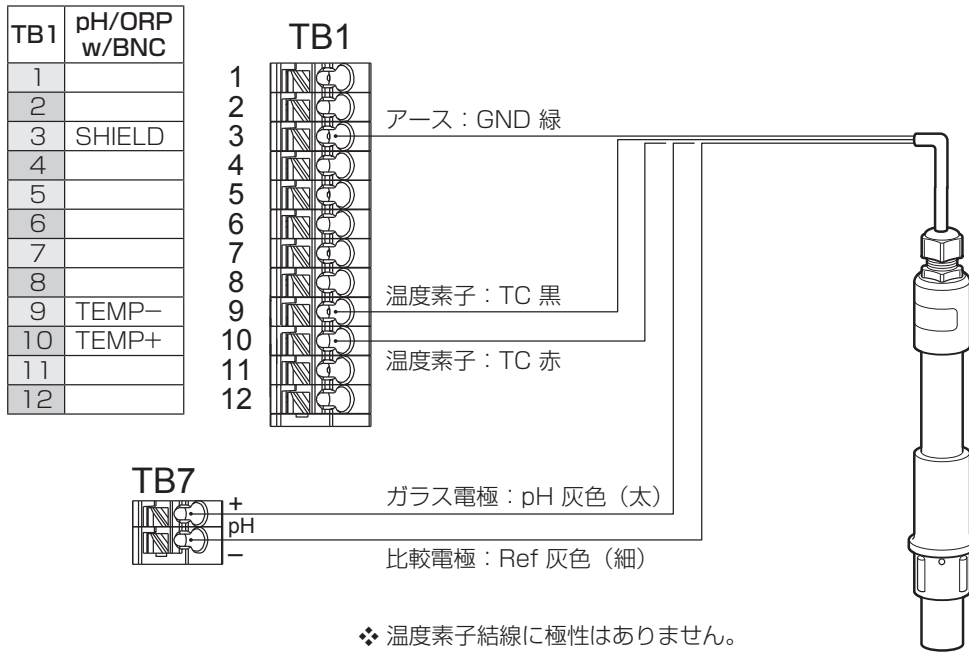 TB1 pH/ORP w/BNC
1
2
3 SHIELD
4
5
6
7
8
9 TEMP−
10 TEMP+
11
12
TB1
1
2
3
4
5
6
7
8
9
10
11
12
アース：GND 緑
温度素子：TC 黒
温度素子：TC 赤
TB7
+
pH
−
ガラス電極：pH 灰色（太）
比較電極：Ref 灰色（細）
❖ 温度素子結線に極性はありません。